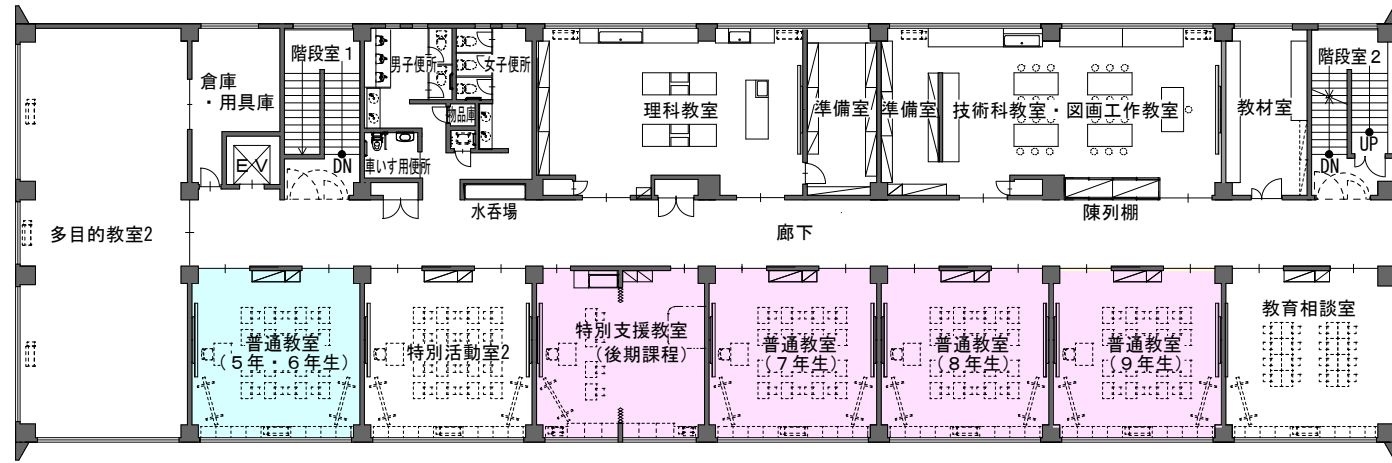 階段室1
男子便所
女子便所
階段室2
倉庫
・用具庫
物品庫
理科教室
準備室
準備室
技術科教室・図画工作教室
教材室
EV
DN
車いす用便所
UP
DN
水呑場
陳列棚
多目的教室2
廊下
普通教室
(5年・6年生)
特別活動室2
特別支援教室
(後期課程)
普通教室
(7年生)
普通教室
(8年生)
普通教室
(9年生)
教育相談室